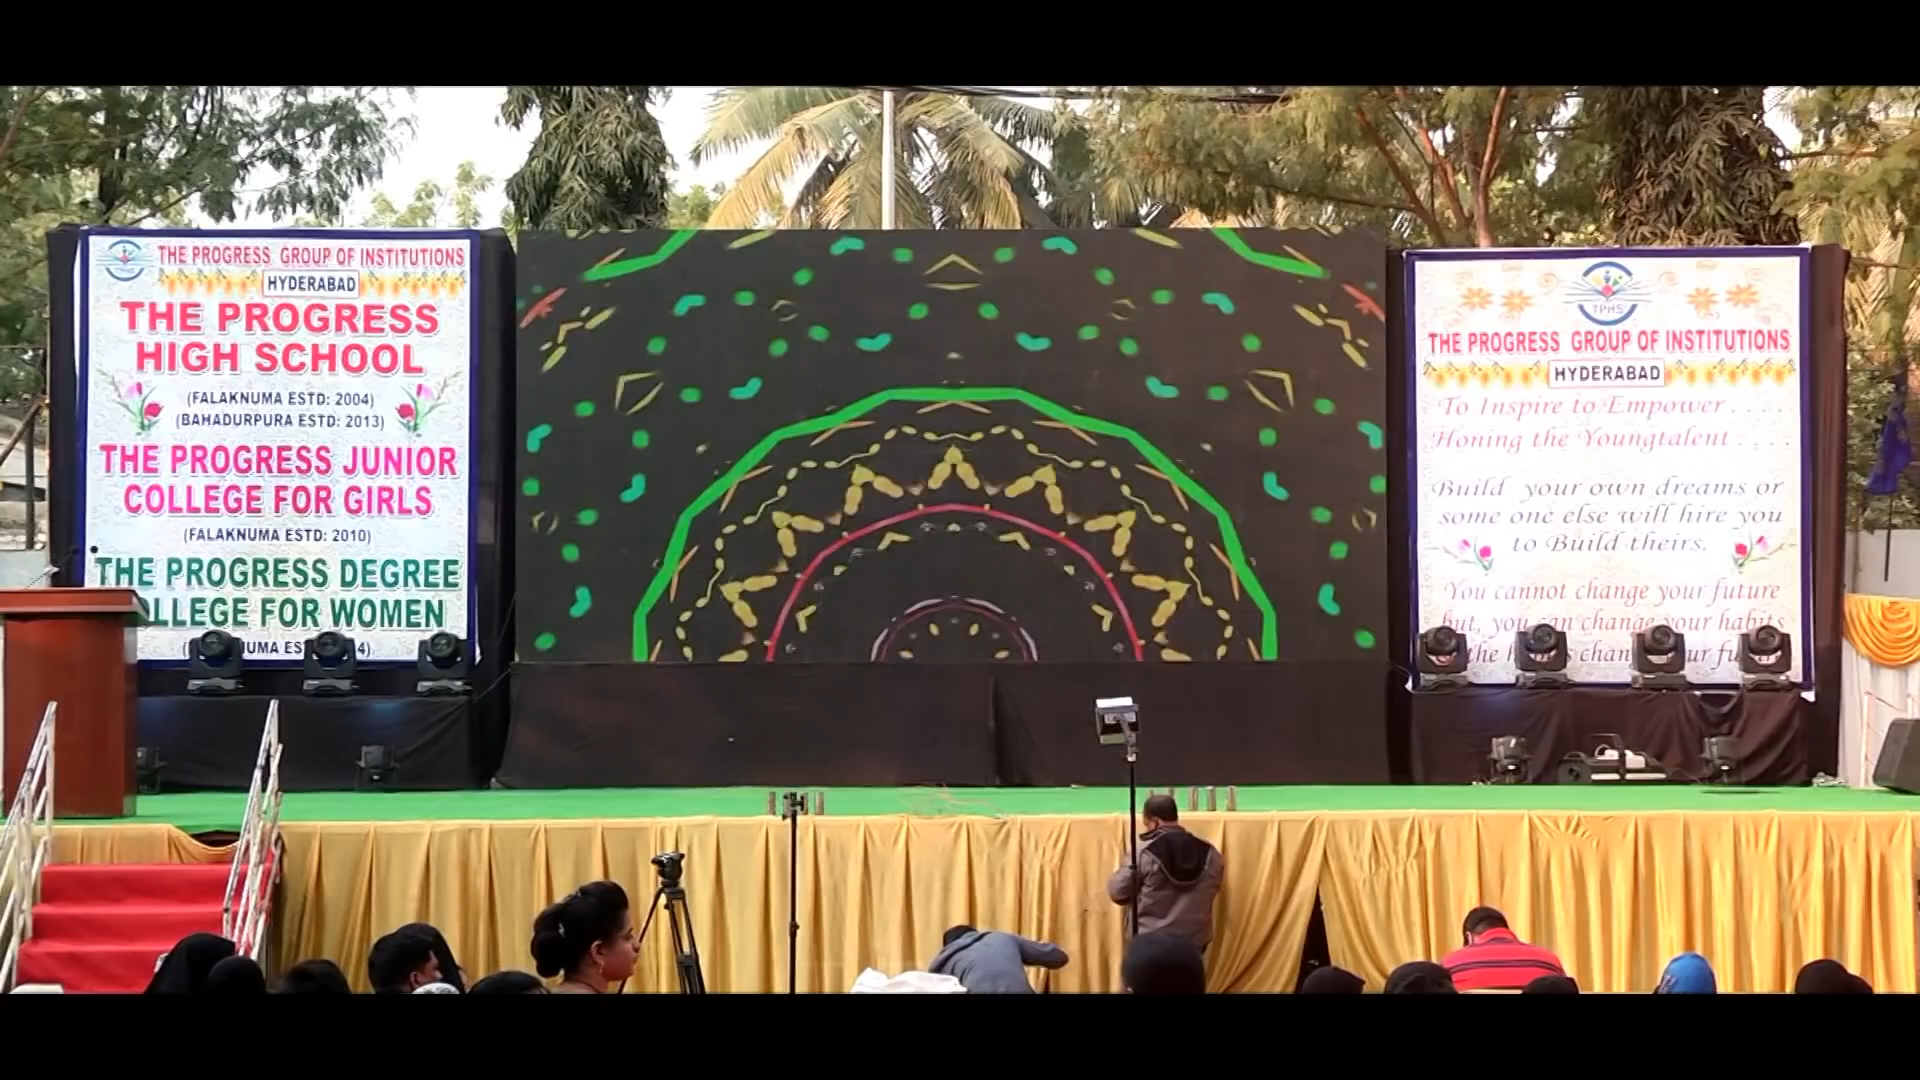 THE PROGRESS GROUP OF INSTITUTIONS
HYDERABAD
THE PROGRESS
HIGH SCHOOL
(FALAKNUMA ESTD: 2004)
(BAHADURPURA ESTD: 2013)
THE PROGRESS JUNIOR
COLLEGE FOR GIRLS
(FALAKNUMA ESTD: 2010)
THE PROGRESS DEGREE
OLLEGE FOR WOMEN
TPHS
THE PROGRESS GROUP OF INSTITUTIONS
HYDERABAD
To Inspire to Empower . . . .
Honing the Youngtalent . . . .
Build your own dreams or
some one else will hire you
to Build theirs.
You cannot change your future
but, you can change your habits
the